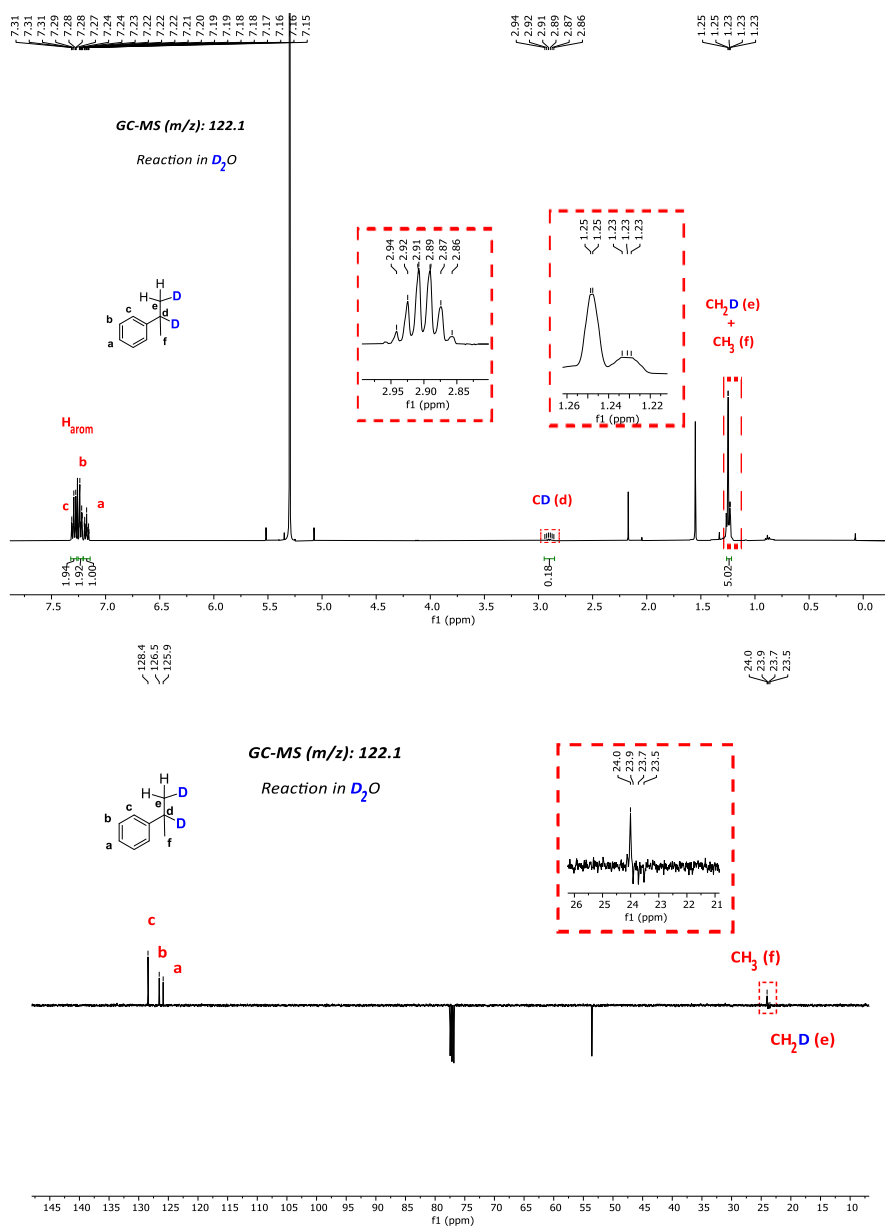 7.31 7.31 7.31 7.29 7.28 7.28 7.27 7.24 7.24 7.23 7.22 7.22 7.21 7.20 7.19 7.19 7.18 7.18 7.17 7.16 7.16 7.15
2.94 2.92 2.91 2.89 2.87 2.86
1.25 1.25 1.23 1.23 1.23
GC-MS (m/z): 122.1
Reaction in D2O
2.94 2.92 2.91 2.89 2.87 2.86
2.95 2.90 2.85
f1 (ppm)
1.25 1.25 1.23 1.23 1.23
1.26 1.24 1.22
f1 (ppm)
H
H D
e
b c d
D
a f
CH2D (e)
+
CH3 (f)
Harom
b
c a
CD (d)
1.94 1.92 1.00 0.18 5.02
7.5 7.0 6.5 6.0 5.5 5.0 4.5 4.0 3.5 3.0 2.5 2.0 1.5 1.0 0.5 0.0
f1 (ppm)
128.4 126.5 125.9
24.0 23.9 23.7 23.5
GC-MS (m/z): 122.1
Reaction in D2O
24.0 23.9 23.7 23.5
26 25 24 23 22 21
f1 (ppm)
H
H D
e
b c d
D
a f
c
b
a
CH3 (f)
CH2D (e)
145 140 135 130 125 120 115 110 105 100 95 90 85 80 75 70 65 60 55 50 45 40 35 30 25 20 15 10
f1 (ppm)